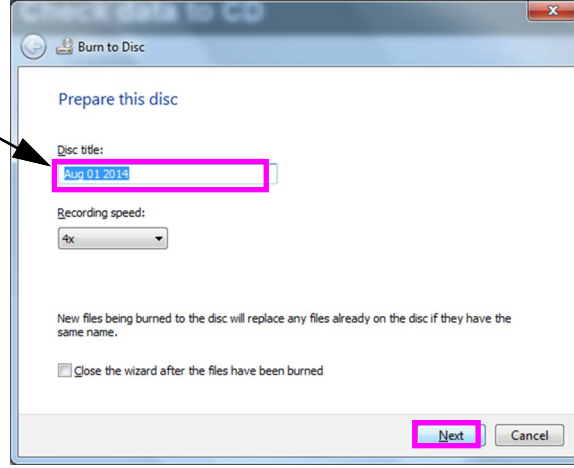 Check data to CD
Burn to Disc
Prepare this disc
Disc title:
Aug 01 2014
Recording speed:
4x
New files being burned to the disc will replace any files already on the disc if they have the
same name.
Close the wizard after the files have been burned
Next
Cancel